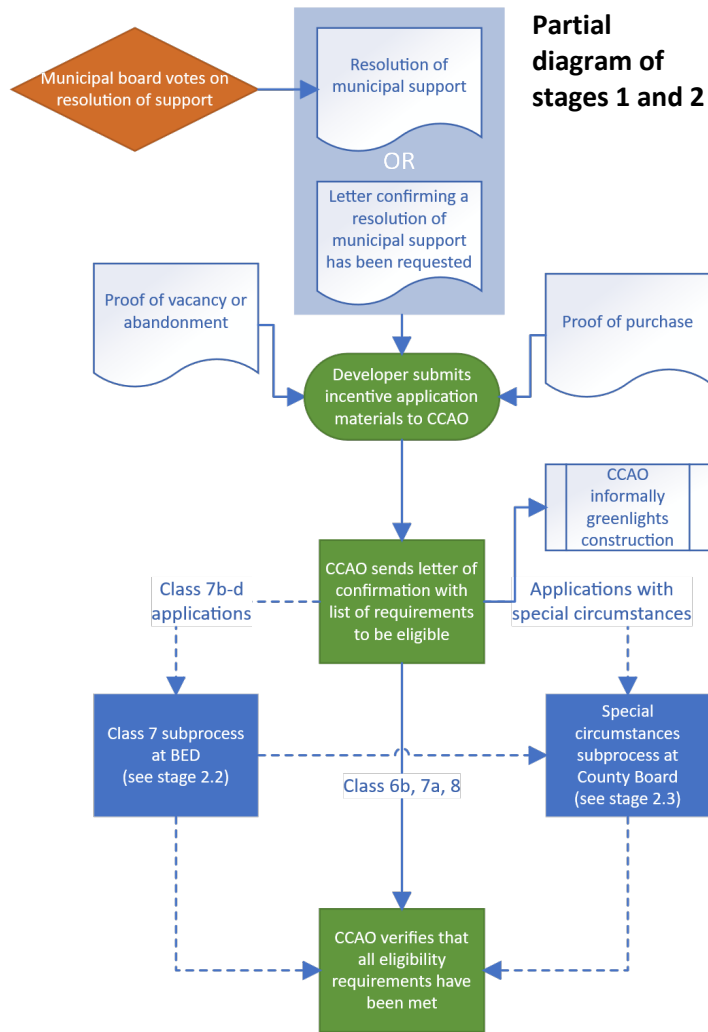 Partial
diagram of
stages 1 and 2
Municipal board votes on
resolution of support
Resolution of
municipal support
OR
Letter confirming a
resolution of
municipal support
has been requested
Proof of vacancy or
abandonment
Proof of purchase
Developer submits
incentive application
materials to CCAO
CCAO
informally
greenlights
construction
CCAO sends letter of
confirmation with
list of requirements
to be eligible
Class 7b-d
applications
Applications with
special circumstances
Class 7 subprocess
at BED
(see stage 2.2)
Special
circumstances
subprocess at
County Board
(see stage 2.3)
Class 6b, 7a, 8
CCAO verifies that
all eligibility
requirements have
been met